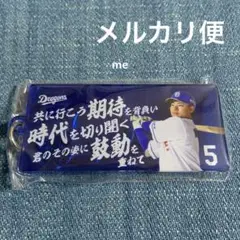 メルカリ便
me
Dragons
共に行こう期待を背負い
時代を切り開く
君のその姿に鼓動を重ねて
5